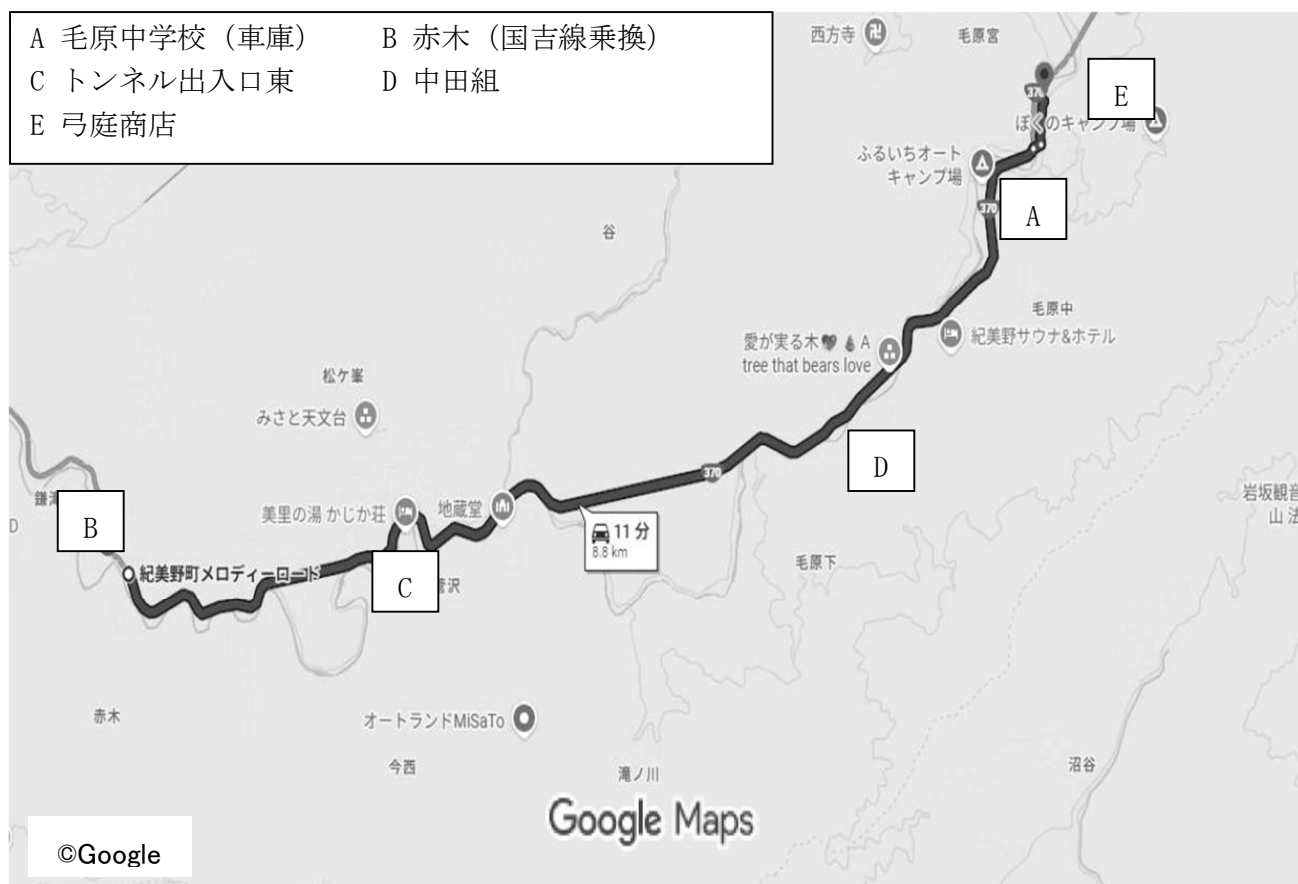 A 毛原中学校（車庫） B 赤木（国吉線乗換）
C トンネル出入口東 D 中田組
E 弓庭商店
西方寺
毛原宮
370
E
ぼくのキャンプ場
ふるいちオート
キャンプ場
370
A
谷
毛原中
紀美野サウナ&ホテル
愛が実る木
A
tree that bears love
松ケ峯
みさと天文台
D
370
岩坂観音
山 法
B
美里の湯 かじか荘
地蔵堂
11 分
8.8 km
D
紀美野町メロディーロード
C
毛原下
赤木
オートランドMiSaTo
今西
滝ノ川
沼谷
Google Maps
©Google